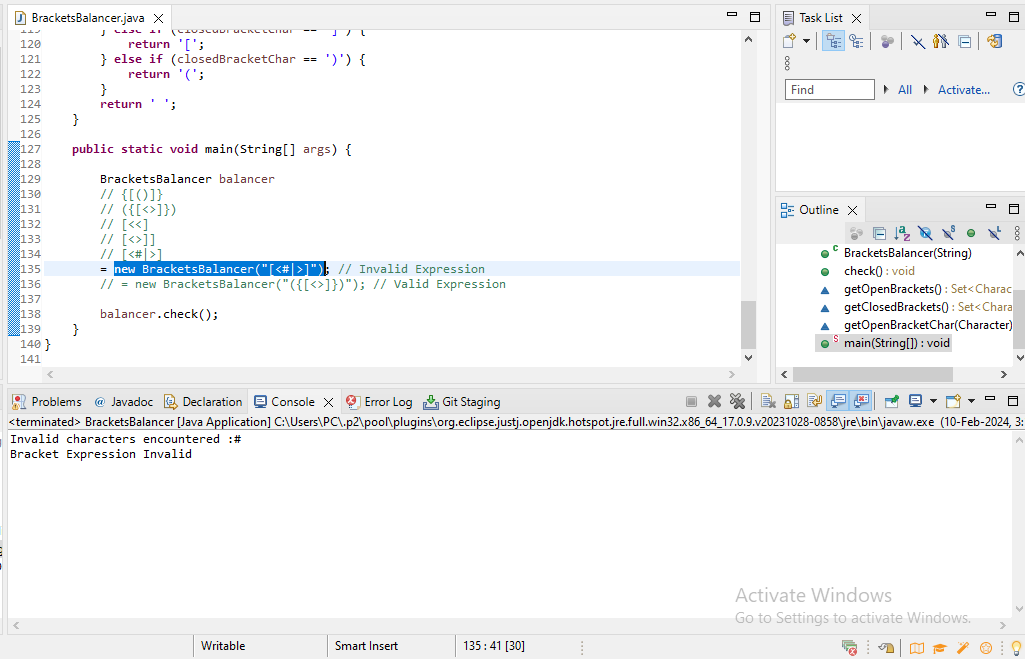 BracketsBalancer.java
119 } else if (closedBracketChar == ']') {
120 return '[';
121 } else if (closedBracketChar == ')') {
122 return '(';
123 }
124 return ' ';
125 }
126
127 public static void main(String[] args) {
128
129 BracketsBalancer balancer
130 // {[()]}
131 // ({[<>]})
132 // [<<]
133 // [<>]]
134 // [<#|>]
135 = new BracketsBalancer("[<#|>]"); // Invalid Expression
136 // = new BracketsBalancer("({[<>]})"); // Valid Expression
137
138 balancer.check();
139 }
140 }
141
Task List
Find
All
Activate...
Outline
BracketsBalancer(String)
check() : void
getOpenBrackets() : Set<Charac
getClosedBrackets() : Set<Chara
getOpenBracketChar(Character)
main(String[]) : void
Problems @ Javadoc Declaration Console Error Log Git Staging
<terminated> BracketsBalancer [Java Application] C:\Users\PC\.p2\pool\plugins\org.eclipse.justj.openjdk.hotspot.jre.full.win32.x86_64_17.0.9.v20231028-0858\jre\bin\javaw.exe (10-Feb-2024, 3:
Invalid characters encountered :#
Bracket Expression Invalid
Activate Windows
Go to Settings to activate Windows.
Writable
Smart Insert
135 : 41 [30]